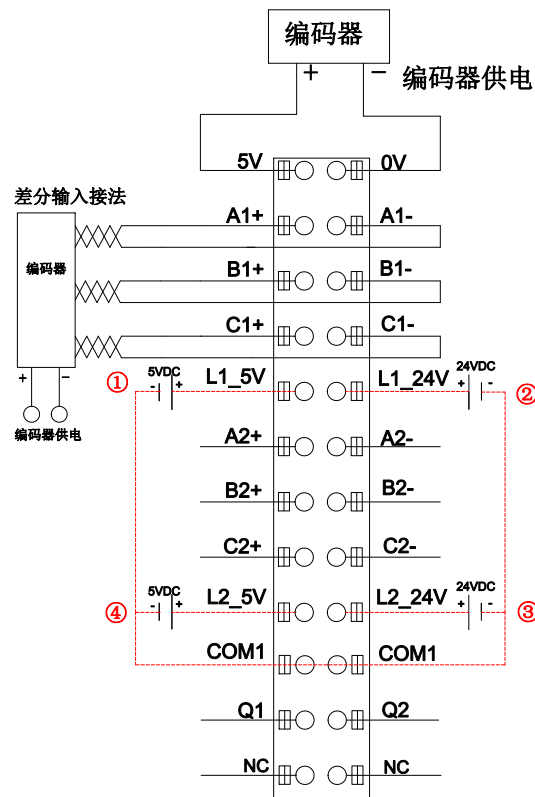 编码器
+ −
编码器供电
5V 0V
差分输入接法
A1+ A1-
编码器
B1+ B1-
C1+ C1-
+ −
编码器供电
① 5VDC - + L1_5V L1_24V 24VDC + - ②
A2+ A2-
B2+ B2-
C2+ C2-
④ 5VDC - + L2_5V L2_24V 24VDC + - ③
COM1 COM1
Q1 Q2
NC NC